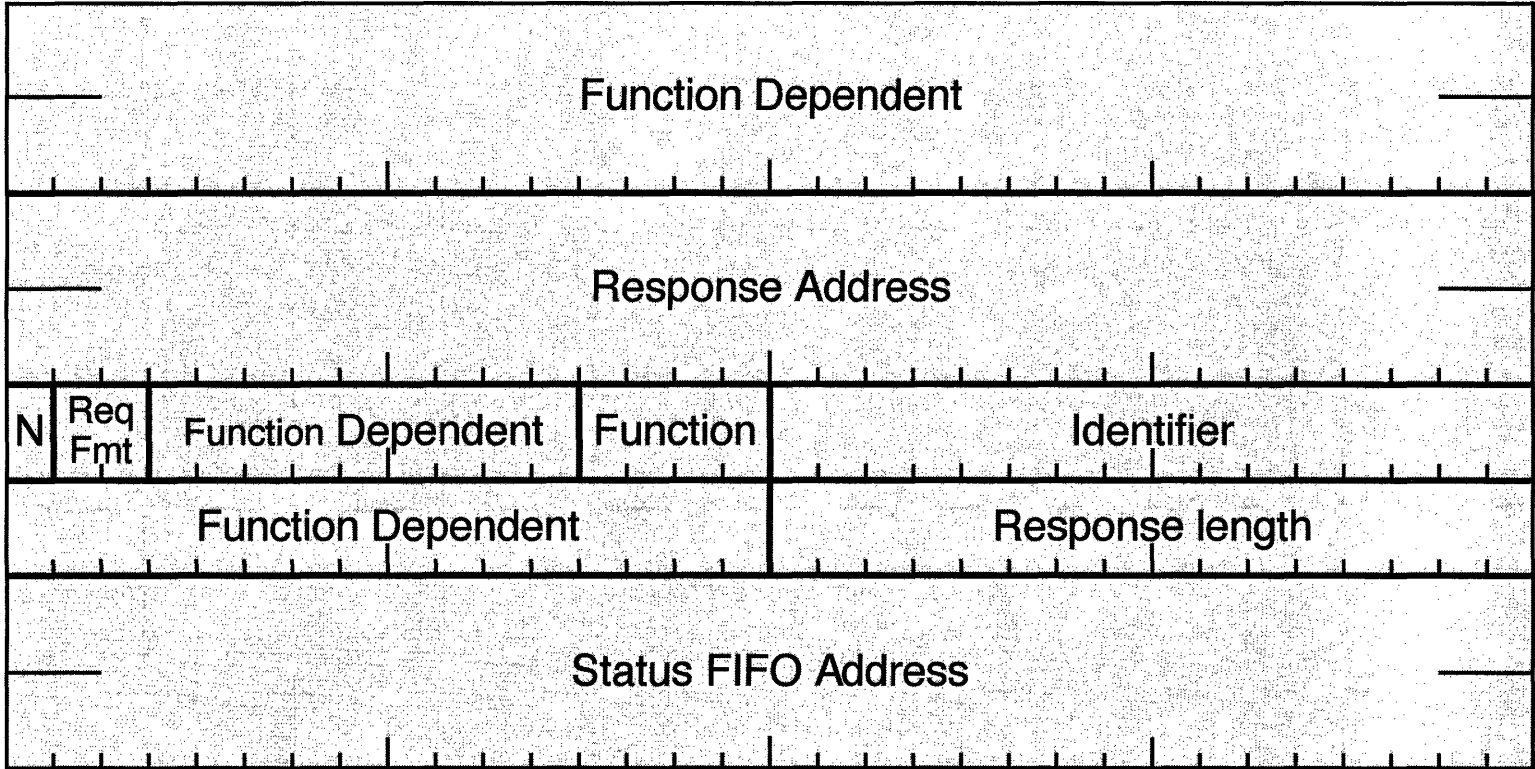 Function Dependent
Response Address
N
Req
Fmt
Function Dependent
Function
Identifier
Function Dependent
Response length
Status FIFO Address